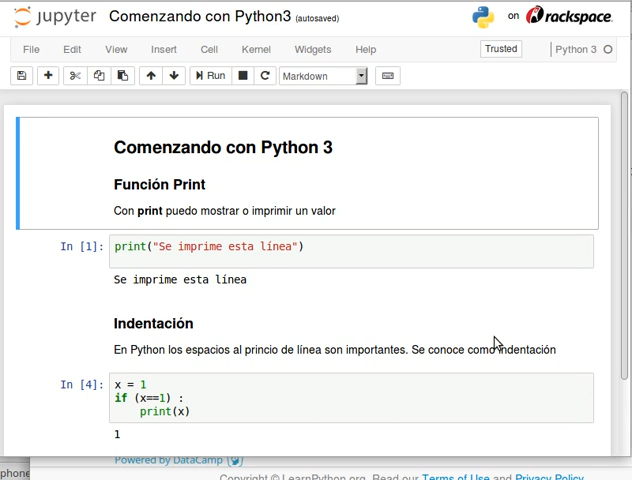 jupyter Comenzando con Python3 (autosaved) on rackspace.
File Edit View Insert Cell Kernel Widgets Help Trusted Python 3
Run Markdown
Comenzando con Python 3
Función Print
Con print puedo mostrar o imprimir un valor
In [1]: print("Se imprime esta línea")
Se imprime esta línea
Indentación
En Python los espacios al princio de línea son importantes. Se conoce como indentación
In [4]: x = 1
if (x==1) :
print(x)
1
Powered by DataCamp
phone
Copyright © LearnPython.org. Read our Terms of Use and Privacy Policy